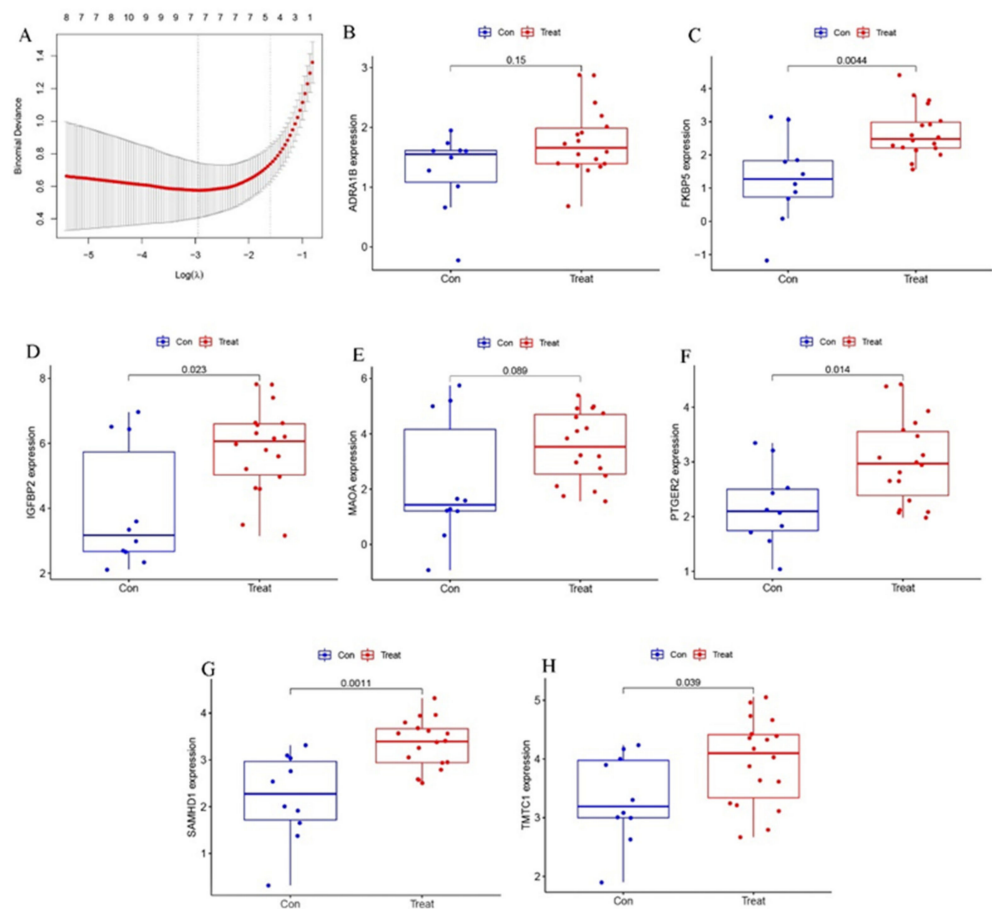 A
8 7 7 8 10 9 9 9 7 7 7 7 7 5 4 3 1
Binomial Deviance
1.4
1.2
1.0
0.8
0.6
0.4
−5 −4 −3 −2 −1
Log(λ)
B
Con Treat
0.15
ADRA1B expression
3
2
1
0
Con Treat
C
Con Treat
0.0044
FKBP5 expression
4
3
2
1
0
−1
Con Treat
D
Con Treat
0.023
IGFBP2 expression
8
6
4
2
Con Treat
E
Con Treat
0.089
MAOA expression
6
4
2
0
Con Treat
F
Con Treat
0.014
PTGER2 expression
4
3
2
1
Con Treat
G
Con Treat
0.0011
SAMHD1 expression
4
3
2
1
Con Treat
H
Con Treat
0.039
TMTC1 expression
5
4
3
2
Con Treat